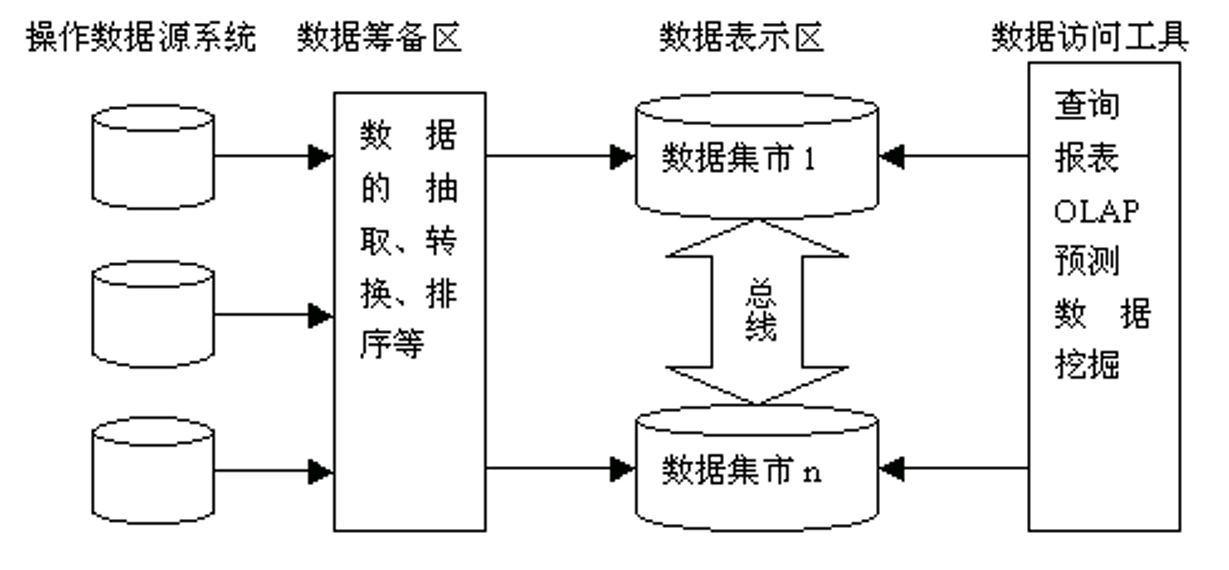 操作数据源系统
数据筹备区
数据表示区
数据访问工具
数 据
的 抽
取、转
换、排
序等
数据集市 1
总
线
数据集市 n
查询
报表
OLAP
预测
数 据
挖掘